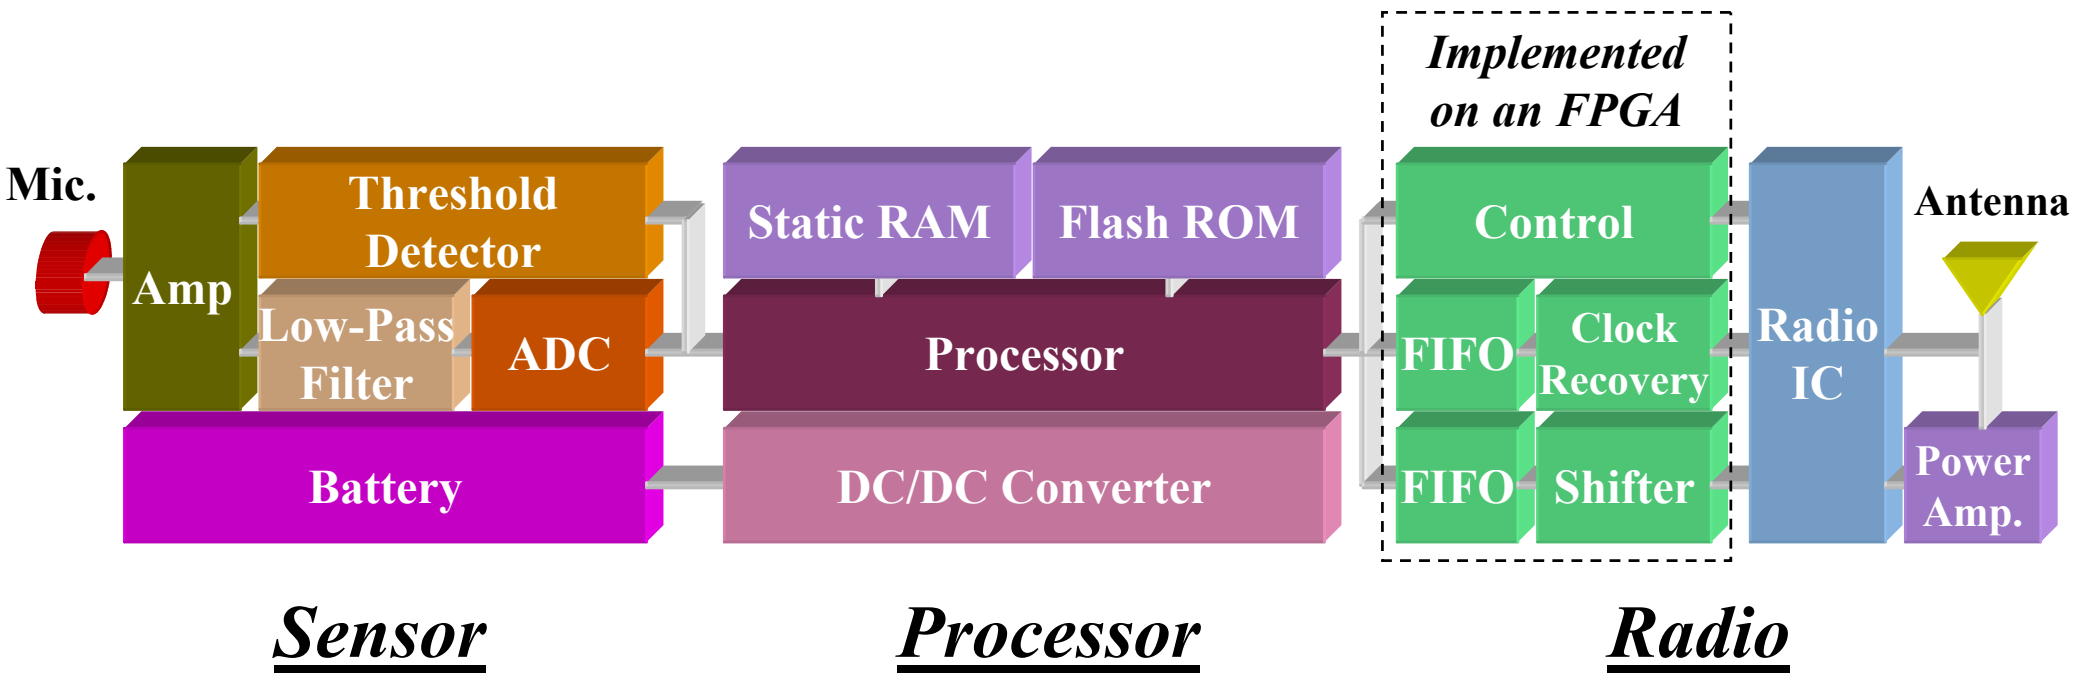 Implemented
on an FPGA
Mic.
Amp
Threshold
Detector
Low-Pass
Filter
ADC
Battery
Static RAM
Flash ROM
Processor
DC/DC Converter
Control
FIFO
Clock
Recovery
FIFO
Shifter
Radio
IC
Antenna
Power
Amp.
Sensor
Processor
Radio